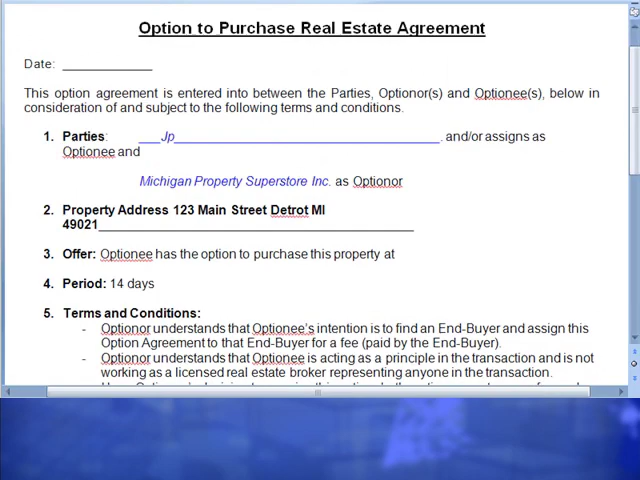 Option to Purchase Real Estate Agreement
Date: _____________
This option agreement is entered into between the Parties, Optionor(s) and Optionee(s), below in
consideration of and subject to the following terms and conditions.
1. Parties: ___Jp______________________________________. and/or assigns as
Optionee and
Michigan Property Superstore Inc. as Optionor
2. Property Address 123 Main Street Detrot MI
49021______________________________________________
3. Offer: Optionee has the option to purchase this property at
4. Period: 14 days
5. Terms and Conditions:
- Optionor understands that Optionee's intention is to find an End-Buyer and assign this
Option Agreement to that End-Buyer for a fee (paid by the End-Buyer).
- Optionor understands that Optionee is acting as a principle in the transaction and is not
working as a licensed real estate broker representing anyone in the transaction.